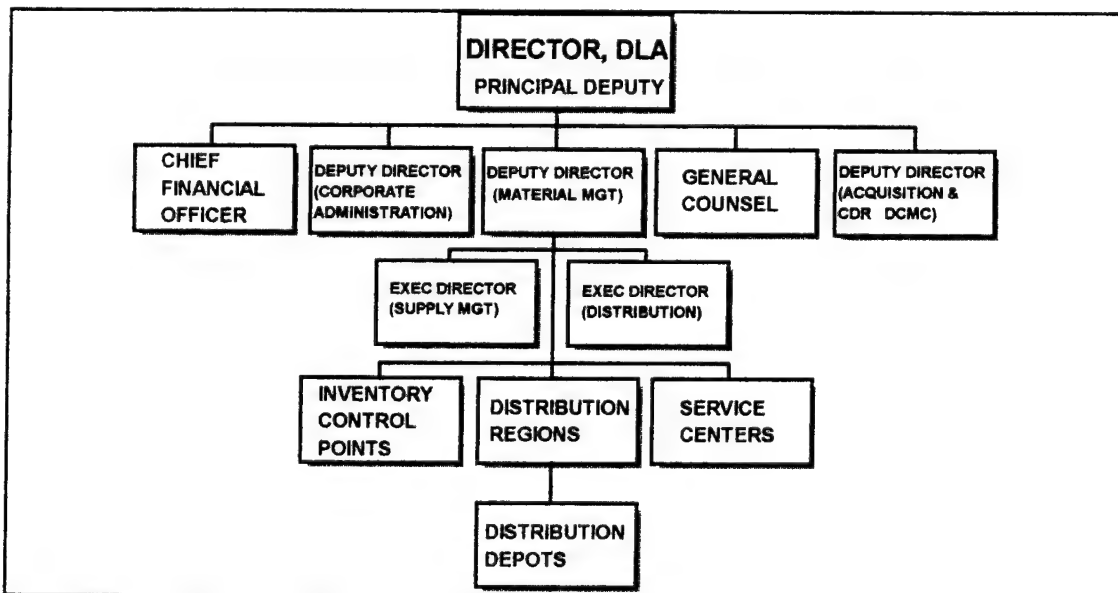 DIRECTOR, DLA
PRINCIPAL DEPUTY
CHIEF
FINANCIAL
OFFICER
DEPUTY DIRECTOR
(CORPORATE
ADMINISTRATION)
DEPUTY DIRECTOR
(MATERIAL MGT)
GENERAL
COUNSEL
DEPUTY DIRECTOR
(ACQUISITION &
CDR DCMC)
EXEC DIRECTOR
(SUPPLY MGT)
EXEC DIRECTOR
(DISTRIBUTION)
INVENTORY
CONTROL
POINTS
DISTRIBUTION
REGIONS
SERVICE
CENTERS
DISTRIBUTION
DEPOTS